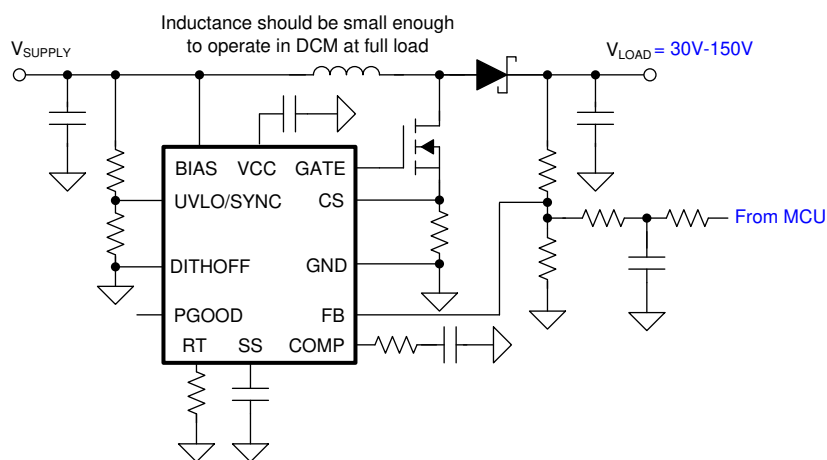 Inductance should be small enough
to operate in DCM at full load
VSUPPLY
VLOAD = 30V-150V
BIAS VCC GATE
UVLO/SYNC CS
DITHOFF GND
PGOOD FB
RT SS COMP
From MCU